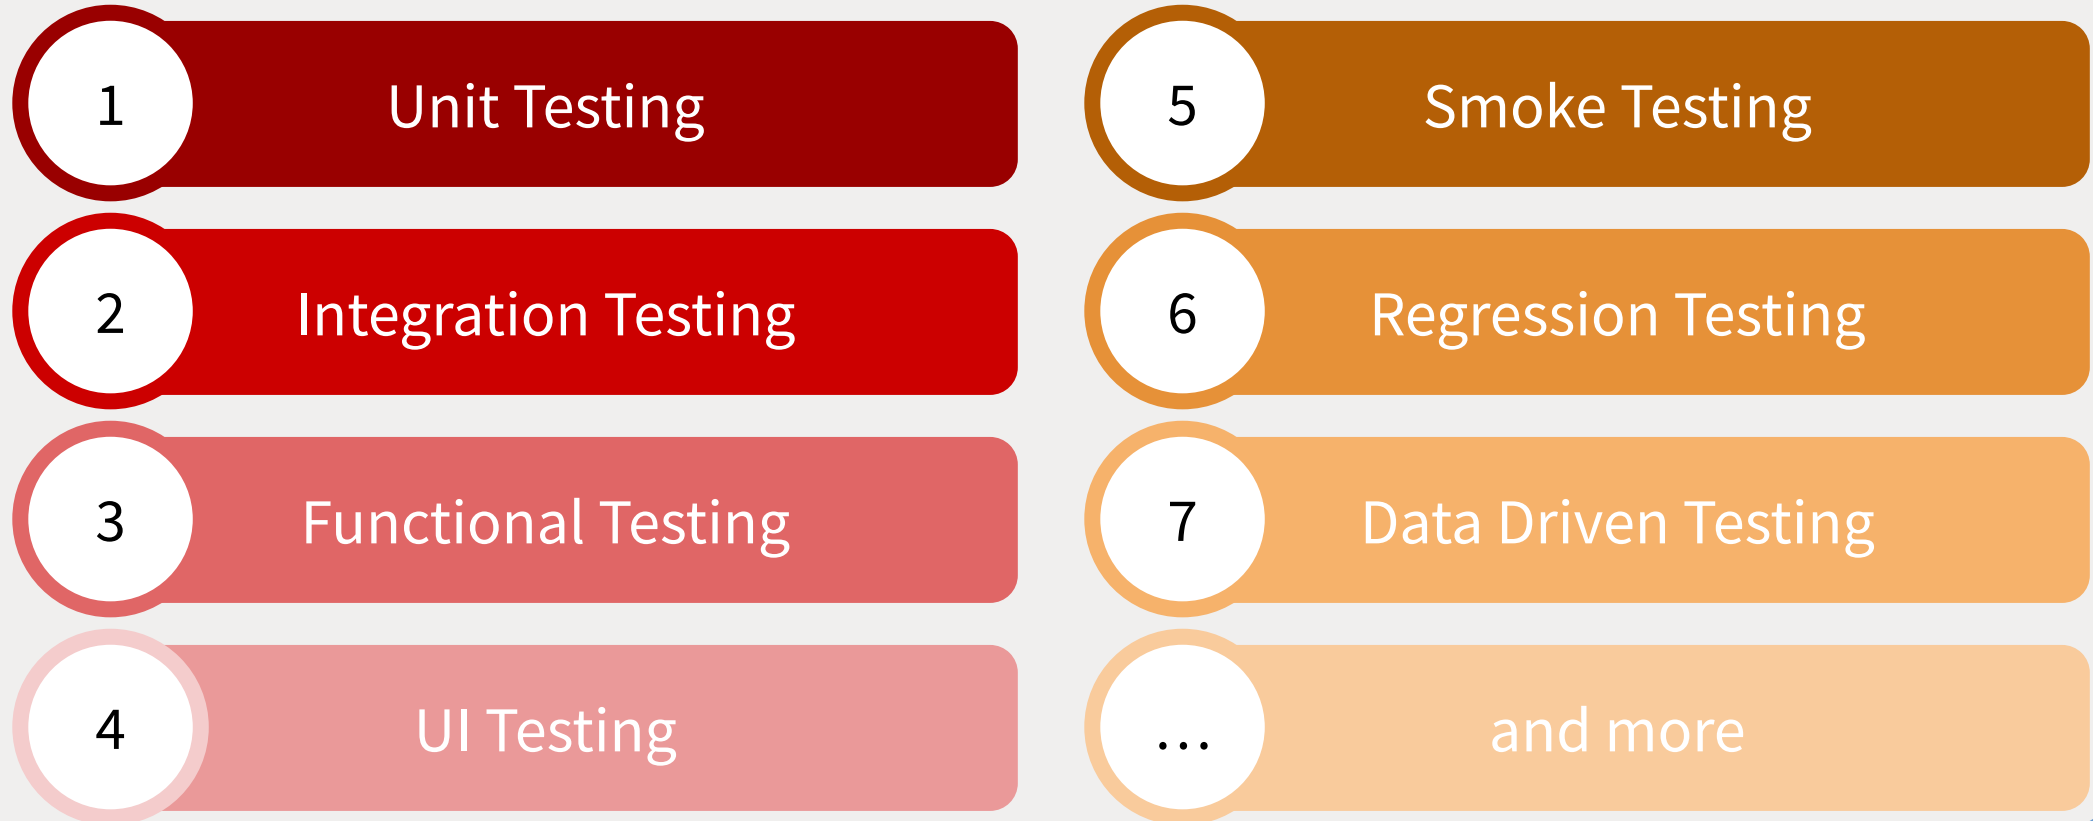 1
Unit Testing
2
Integration Testing
3
Functional Testing
4
UI Testing
5
Smoke Testing
6
Regression Testing
7
Data Driven Testing
...
and more